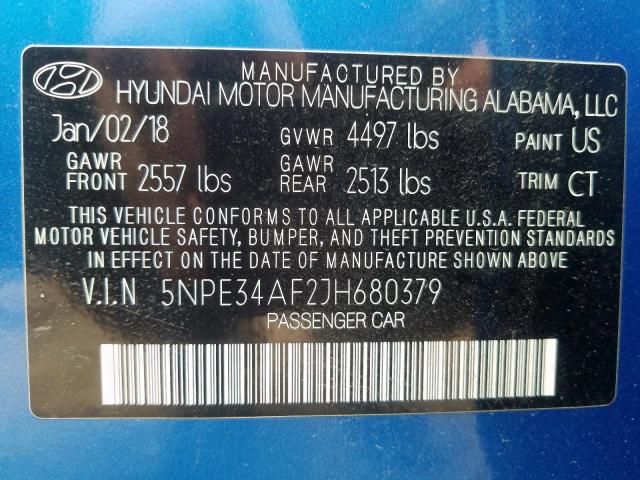 MANUFACTURED BY
HYUNDAI MOTOR MANUFACTURING ALABAMA, LLC
Jan/02/18 GVWR 4497 lbs PAINT US
GAWR FRONT 2557 lbs GAWR REAR 2513 lbs TRIM CT
THIS VEHICLE CONFORMS TO ALL APPLICABLE U.S.A. FEDERAL
MOTOR VEHICLE SAFETY, BUMPER, AND THEFT PREVENTION STANDARDS
IN EFFECT ON THE DATE OF MANUFACTURE SHOWN ABOVE
V.I.N 5NPE34AF2JH680379
PASSENGER CAR